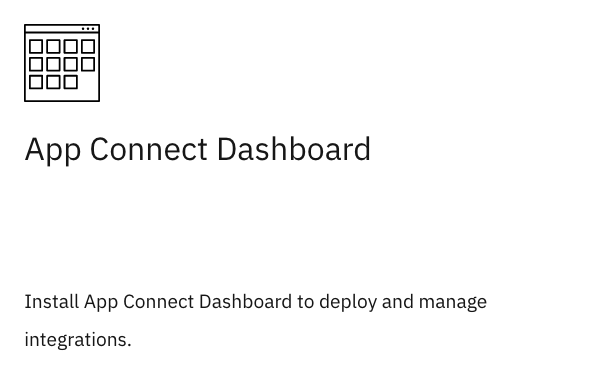 App Connect Dashboard
Install App Connect Dashboard to deploy and manage
integrations.